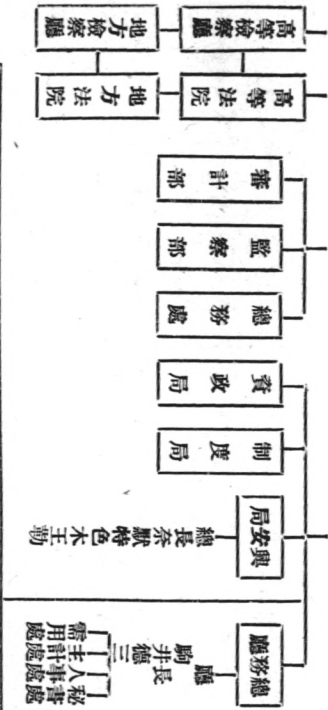 總務廳
廳長
駒井德三
秘書處
人事處
主計處
需用處
興安局
總長齊默特色木丕勒
制度局
資政局
總務處
監察部
審計部
高等法院
地方法院
高等檢察廳
地方檢察廳